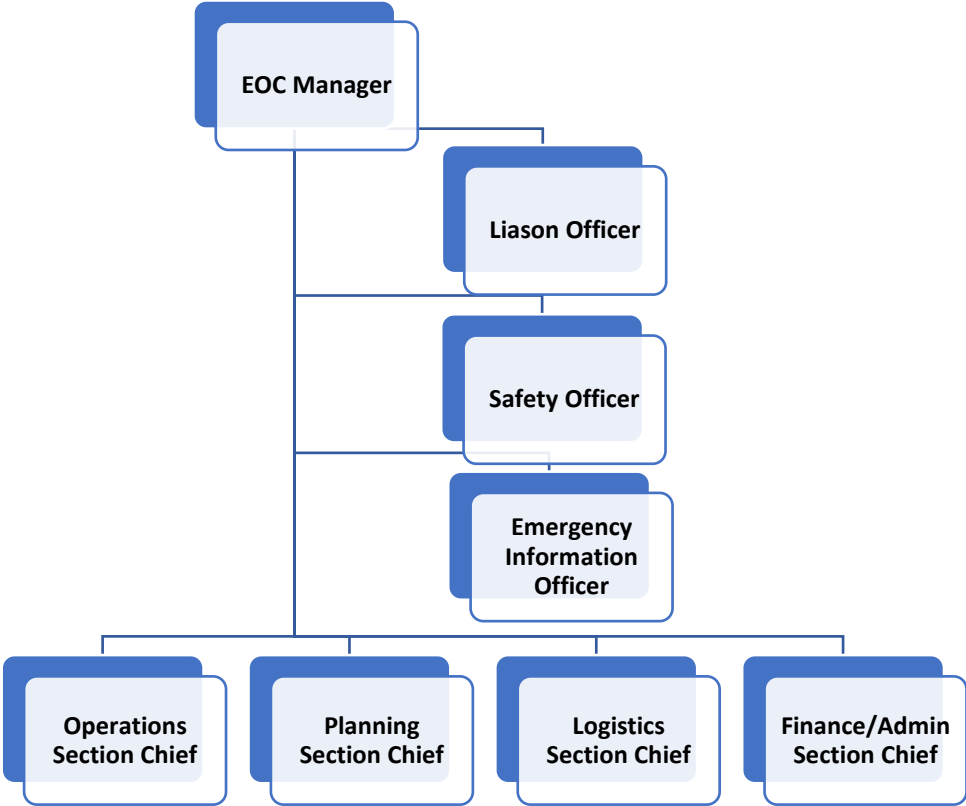 EOC Manager
Liason Officer
Safety Officer
Emergency
Information
Officer
Operations
Section Chief
Planning
Section Chief
Logistics
Section Chief
Finance/Admin
Section Chief